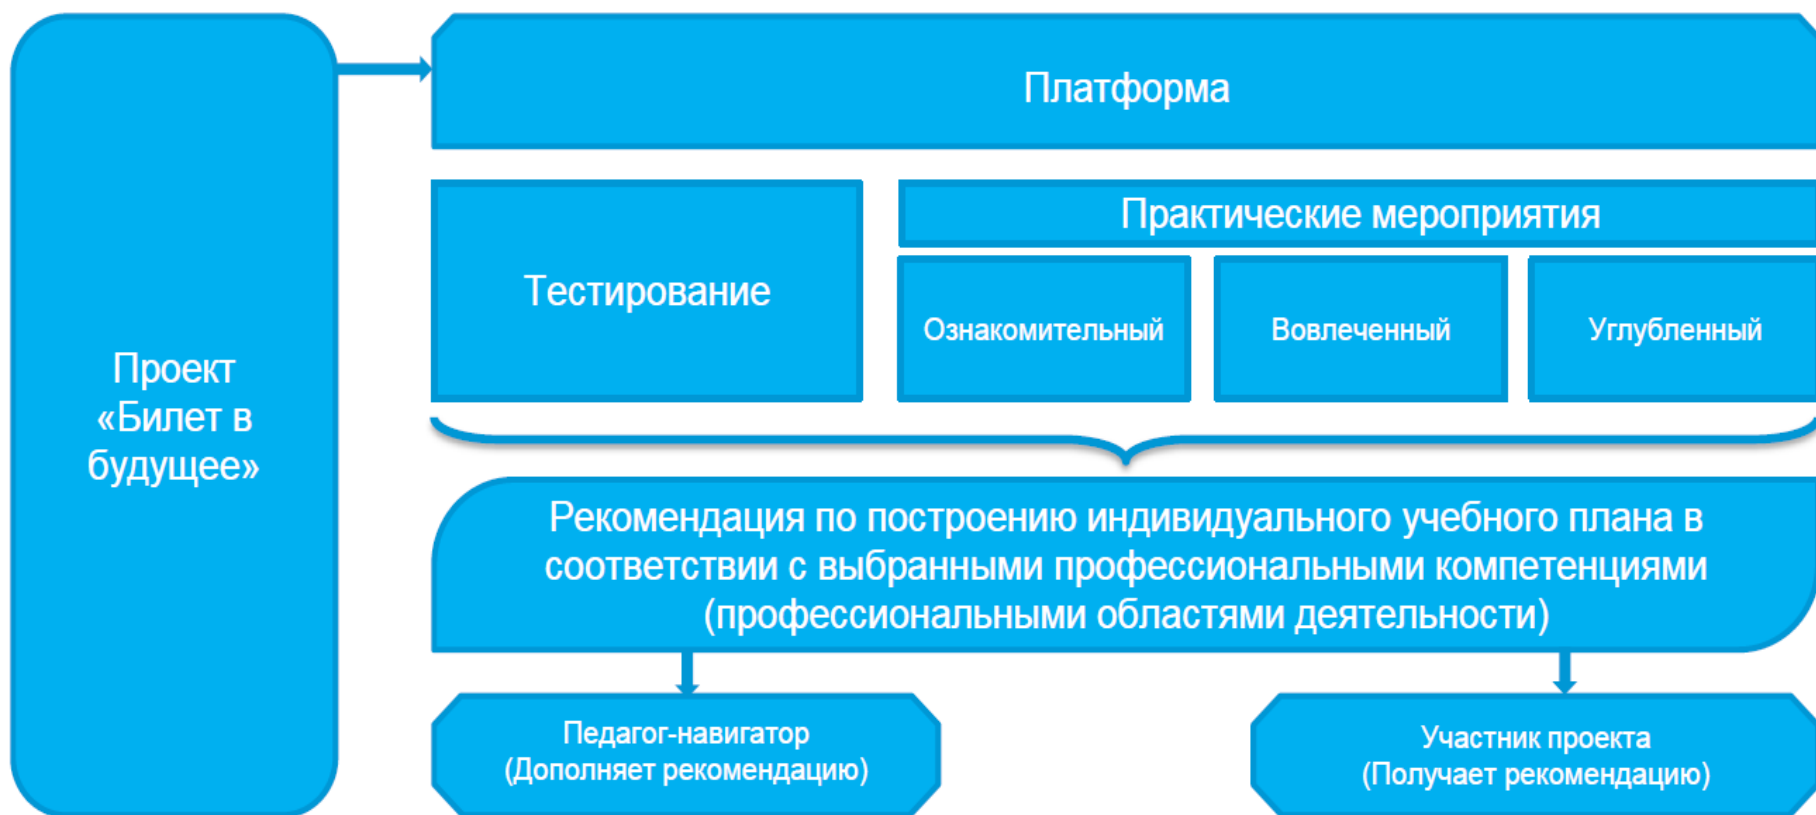 Проект
«Билет в
будущее»
Платформа
Тестирование
Практические мероприятия
Ознакомительный
Вовлеченный
Углубленный
Рекомендация по построению индивидуального учебного плана в
соответствии с выбранными профессиональными компетенциями
(профессиональными областями деятельности)
Педагог-навигатор
(Дополняет рекомендацию)
Участник проекта
(Получает рекомендацию)